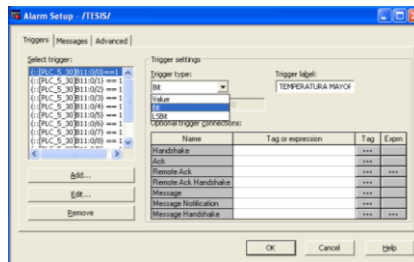 Alarm Setup - /TESIS/
Triggers Messages Advanced
Select trigger:
{::[PLC_5_30]B11:0/0}==1
{::[PLC_5_30]B11:0/1} == 1
{::[PLC_5_30]B11:0/2} == 1
{::[PLC_5_30]B11:0/3} == 1
{::[PLC_5_30]B11:0/4} == 1
{::[PLC_5_30]B11:0/5} == 1
{::[PLC_5_30]B11:0/6} == 1
{::[PLC_5_30]B11:0/7} == 1
{::[PLC_5_30]B11:0/8} == 1
Add...
Edit...
Remove
Trigger settings
Trigger type: Trigger label:
Bit TEMPERATURA MAYOF
Value
Bit
LSBit
Optional trigger connections:
Name Tag or expression Tag Exprn
Handshake ...
Ack ...
Remote Ack ... ...
Remote Ack Handshake ...
Message ...
Message Notification ...
Message Handshake ... ...
OK Cancel Help